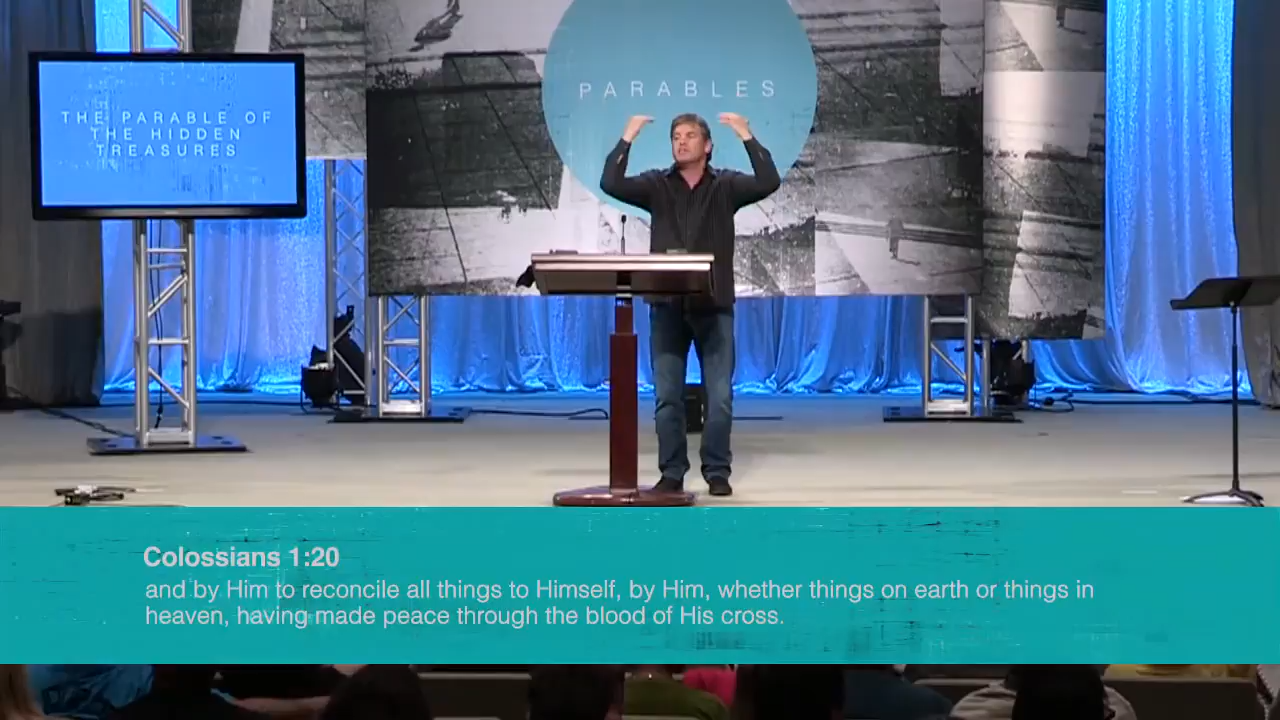 PARABLES
THE PARABLE OF
THE HIDDEN
TREASURES
Colossians 1:20
and by Him to reconcile all things to Himself, by Him, whether things on earth or things in
heaven, having made peace through the blood of His cross.